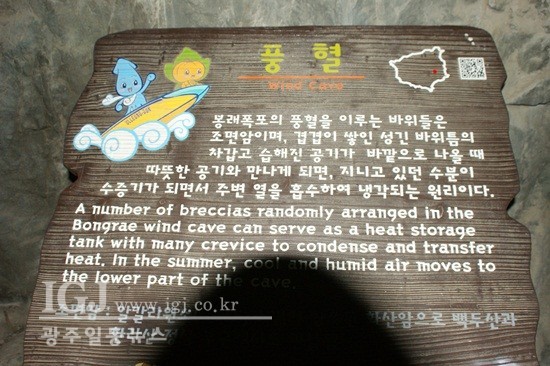 풍 혈
Wind Cave
봉래폭포의 풍혈을 이루는 바위들은
조면암이며, 겹겹이 쌓인 성긴 바위틈의
차갑고 습해진 공기가 바깥으로 나올 때
따뜻한 공기와 만나게 되면, 지니고 있던 수분이
수증기가 되면서 주변 열을 흡수하여 냉각되는 원리이다.
A number of breccias randomly arranged in the
Bongrae wind cave can serve as a heat storage
tank with many crevice to condense and transfer
heat. In the summer, cool and humid air moves to
the lower part of the cave.
IGJ www.igj.co.kr
화산암으로 백두산과
광주일